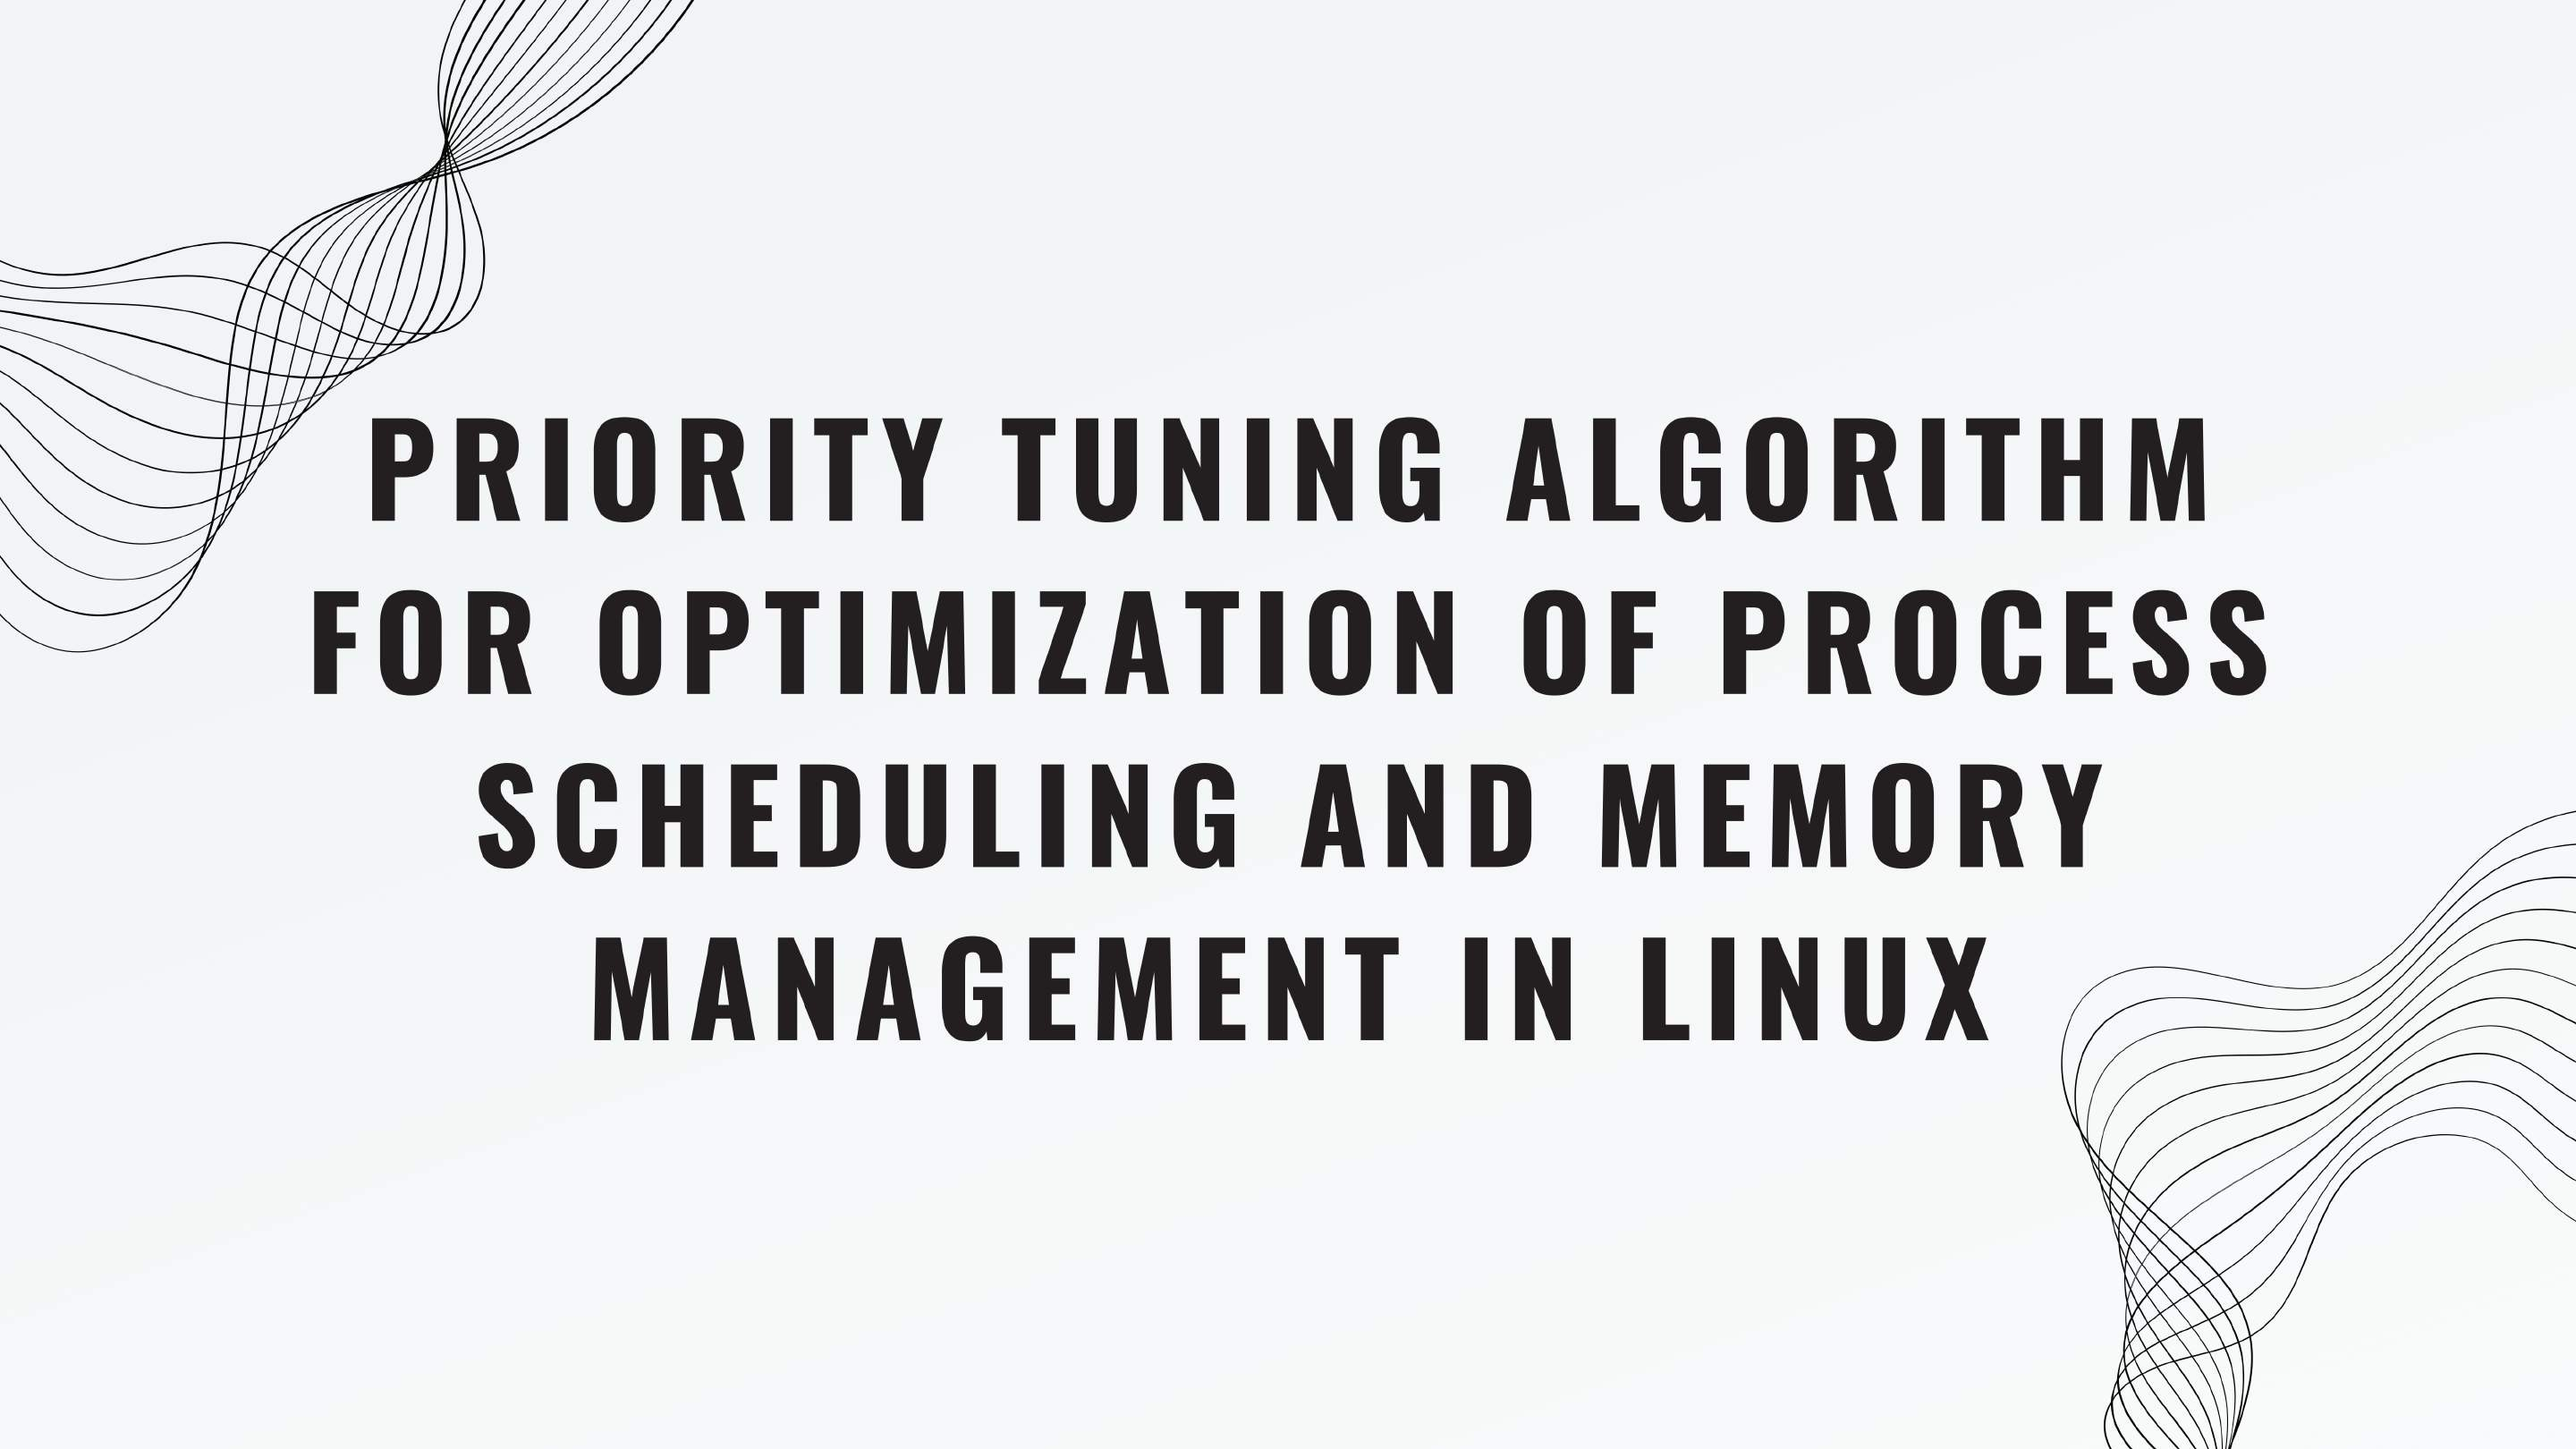 PRIORITY TUNING ALGORITHM
FOR OPTIMIZATION OF PROCESS
SCHEDULING AND MEMORY
MANAGEMENT IN LINUX